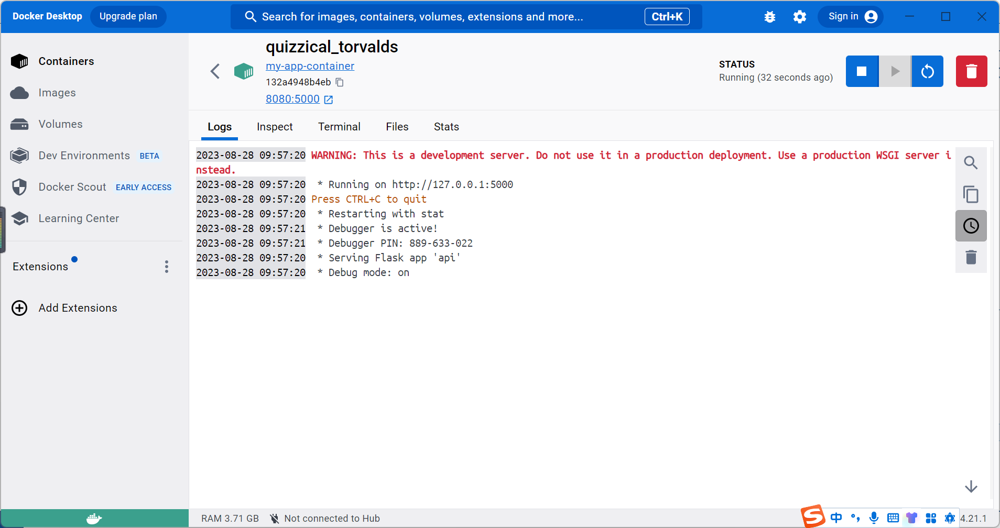 Docker Desktop
Upgrade plan
Search for images, containers, volumes, extensions and more...
Ctrl+K
Sign in
Containers
Images
Volumes
Dev Environments BETA
Docker Scout EARLY ACCESS
Learning Center
Extensions
Add Extensions
quizzical_torvalds
my-app-container
132a4948b4eb
8080:5000
STATUS
Running (32 seconds ago)
Logs
Inspect
Terminal
Files
Stats
2023-08-28 09:57:20 WARNING: This is a development server. Do not use it in a production deployment. Use a production WSGI server i
nstead.
2023-08-28 09:57:20  * Running on http://127.0.0.1:5000
2023-08-28 09:57:20 Press CTRL+C to quit
2023-08-28 09:57:20  * Restarting with stat
2023-08-28 09:57:21  * Debugger is active!
2023-08-28 09:57:21  * Debugger PIN: 889-633-022
2023-08-28 09:57:20  * Serving Flask app 'api'
2023-08-28 09:57:20  * Debug mode: on
RAM 3.71 GB
Not connected to Hub
S
中
4.21.1